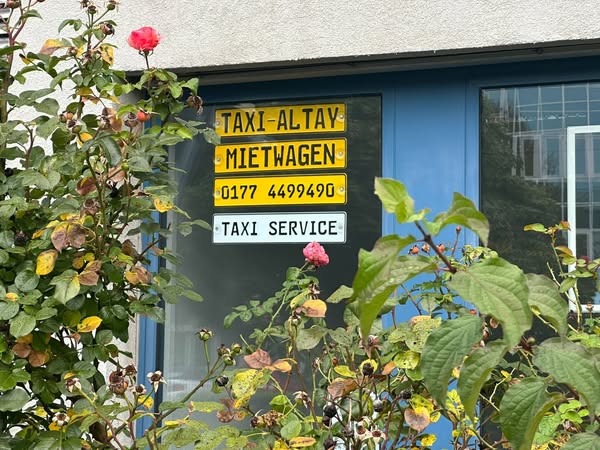 TAXI-ALTAY
MIETWAGEN
0177 4499490
TAXI SERVICE